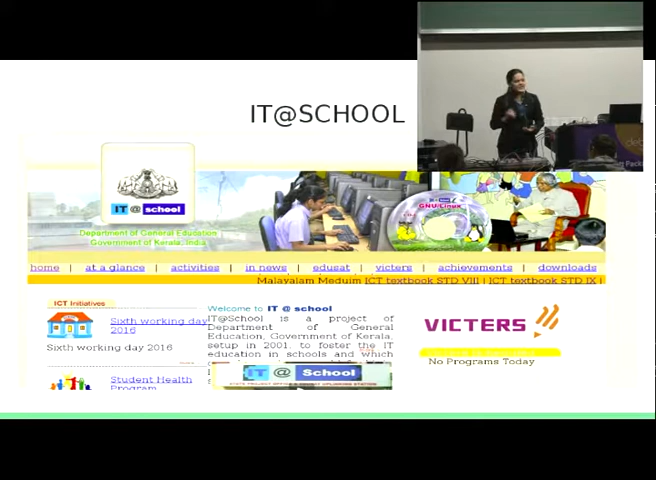 IT@SCHOOL
IT @ school
Department of General Education
Government of Kerala, India
GNU/Linux
home | at a glance | activities | in news | edusat | victers | achievements | downloads
Malayalam Meduim ICT textbook STD VIII | ICT textbook STD IX |
ICT Initiatives
Sixth working day 2016
Sixth working day 2016
Student Health Program
Welcome to IT @ school
IT@School is a project of
Department of General
Education, Government of Kerala,
setup in 2001, to foster the IT
education in schools and which
IT @ School
VICTERS
No Programs Today